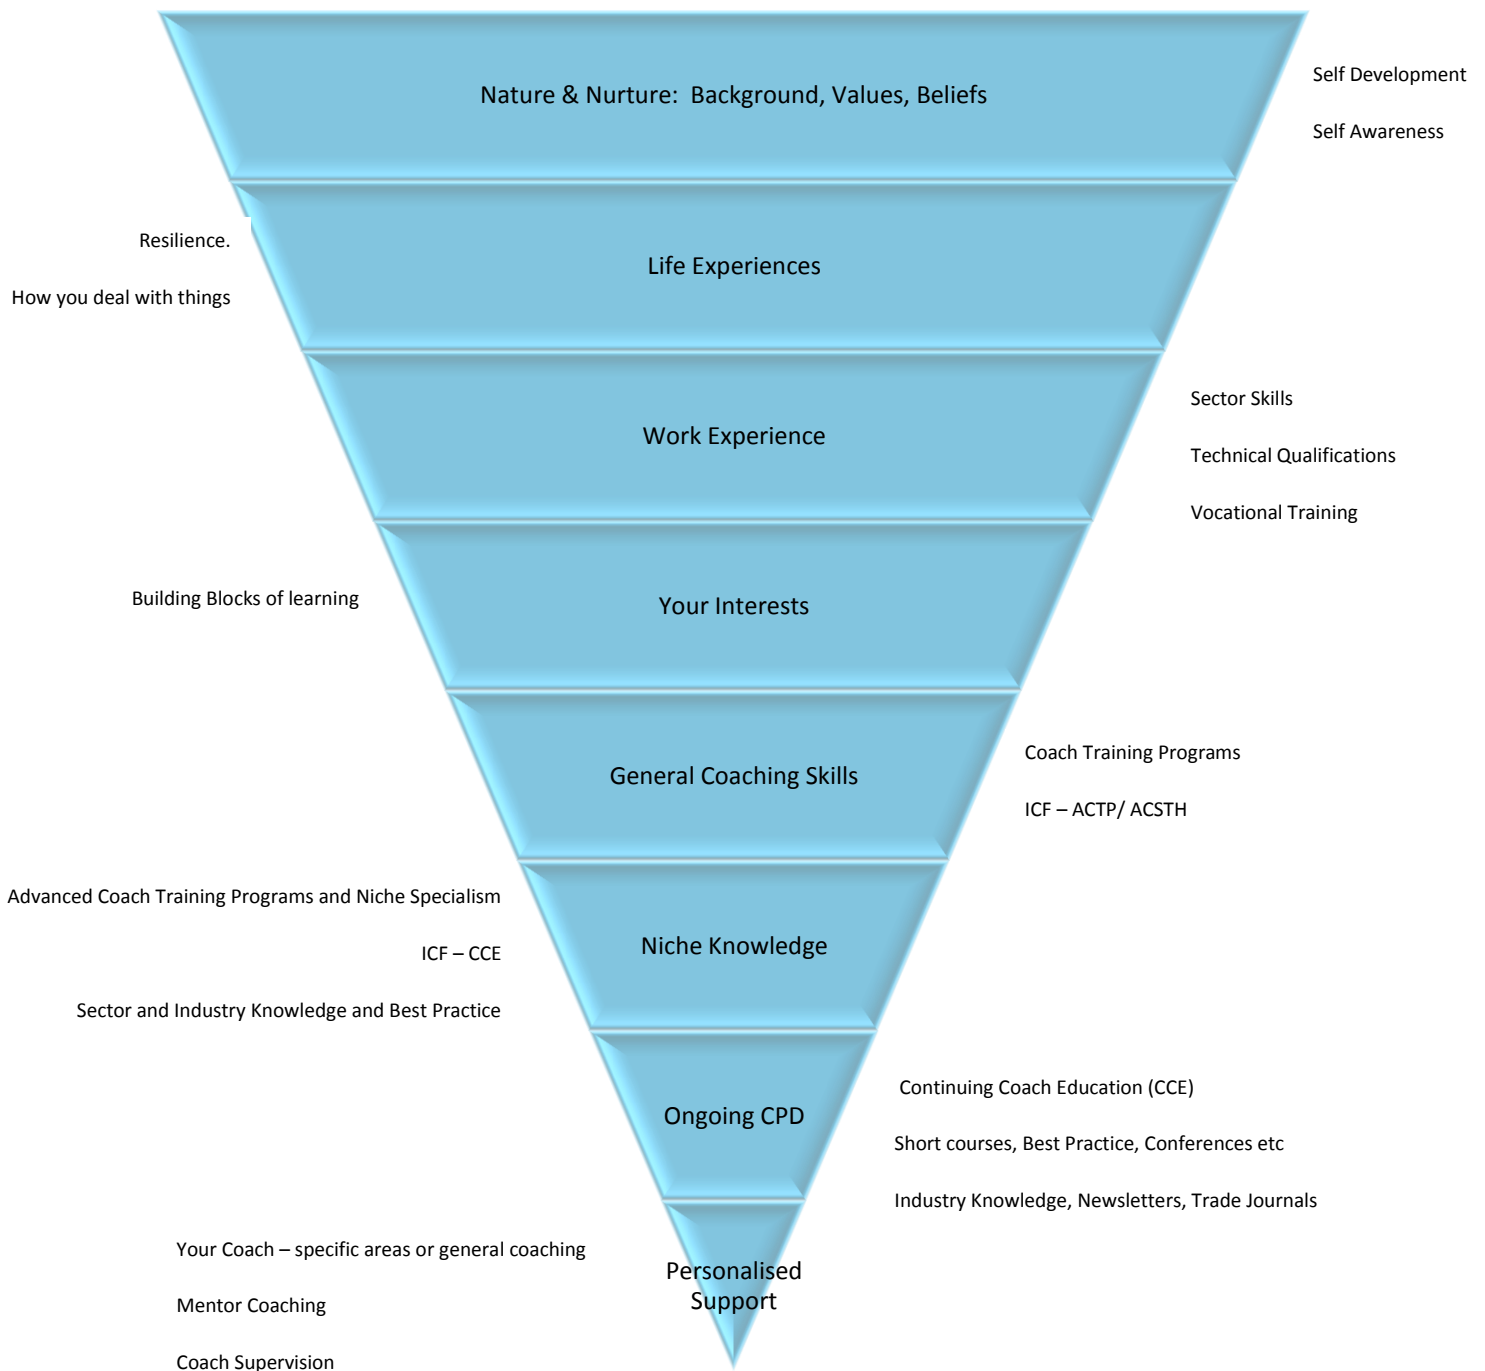 Nature & Nurture:  Background, Values, Beliefs
Self Development
Self Awareness
Resilience.
How you deal with things
Life Experiences
Work Experience
Sector Skills
Technical Qualifications
Vocational Training
Building Blocks of learning
Your Interests
General Coaching Skills
Coach Training Programs
ICF – ACTP/ ACSTH
Advanced Coach Training Programs and Niche Specialism
ICF – CCE
Sector and Industry Knowledge and Best Practice
Niche Knowledge
Ongoing CPD
Continuing Coach Education (CCE)
Short courses, Best Practice, Conferences etc
Industry Knowledge, Newsletters, Trade Journals
Your Coach – specific areas or general coaching
Mentor Coaching
Coach Supervision
Personalised
Support